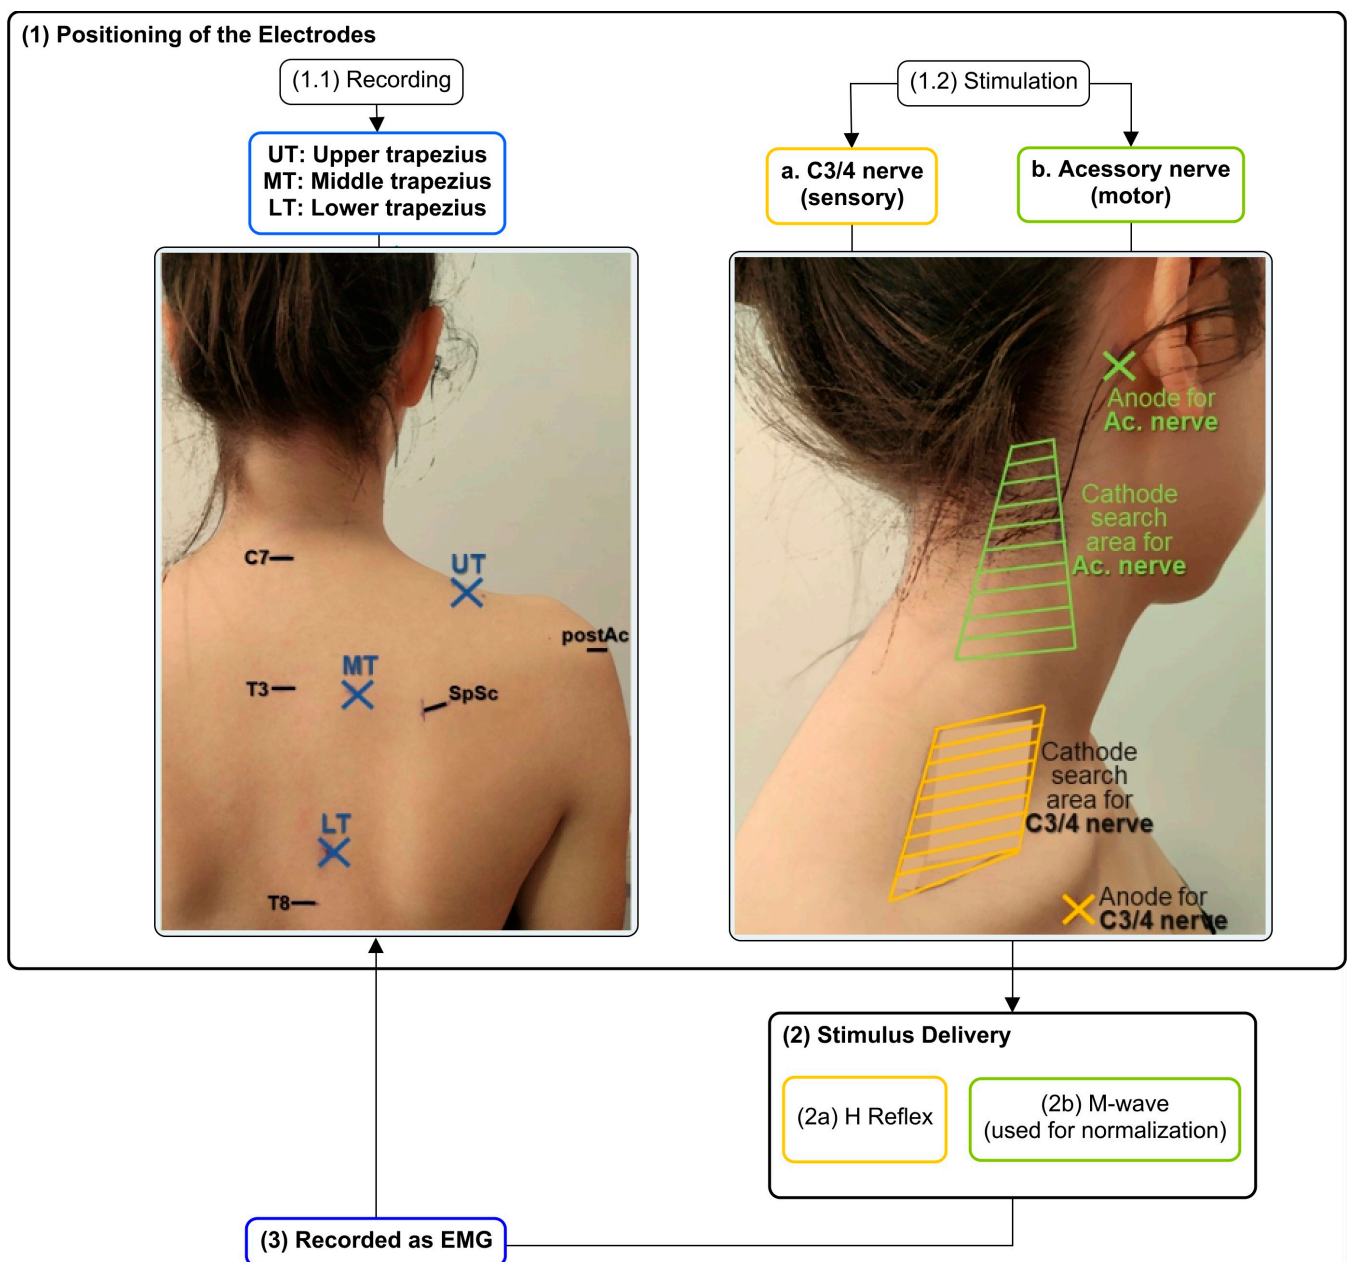 (1) Positioning of the Electrodes
(1.1) Recording
UT: Upper trapezius
MT: Middle trapezius
LT: Lower trapezius
C7
UT
postAc
MT
T3
SpSc
LT
T8
(1.2) Stimulation
a. C3/4 nerve
(sensory)
b. Acessory nerve
(motor)
Anode for
Ac. nerve
Cathode
search
area for
Ac. nerve
Cathode
search
area for
C3/4 nerve
Anode for
C3/4 nerve
(2) Stimulus Delivery
(2a) H Reflex
(2b) M-wave
(used for normalization)
(3) Recorded as EMG